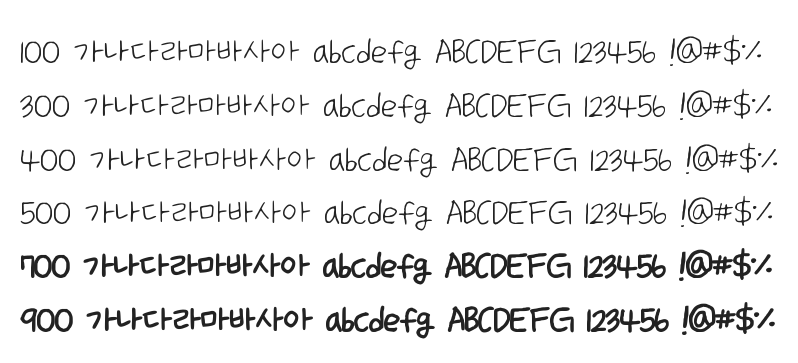 100 가나다라마바사아 abcdefg ABCDEFG 123456 !@#$%
300 가나다라마바사아 abcdefg ABCDEFG 123456 !@#$%
400 가나다라마바사아 abcdefg ABCDEFG 123456 !@#$%
500 가나다라마바사아 abcdefg ABCDEFG 123456 !@#$%
700 가나다라마바사아 abcdefg ABCDEFG 123456 !@#$%
900 가나다라마바사아 abcdefg ABCDEFG 123456 !@#$%